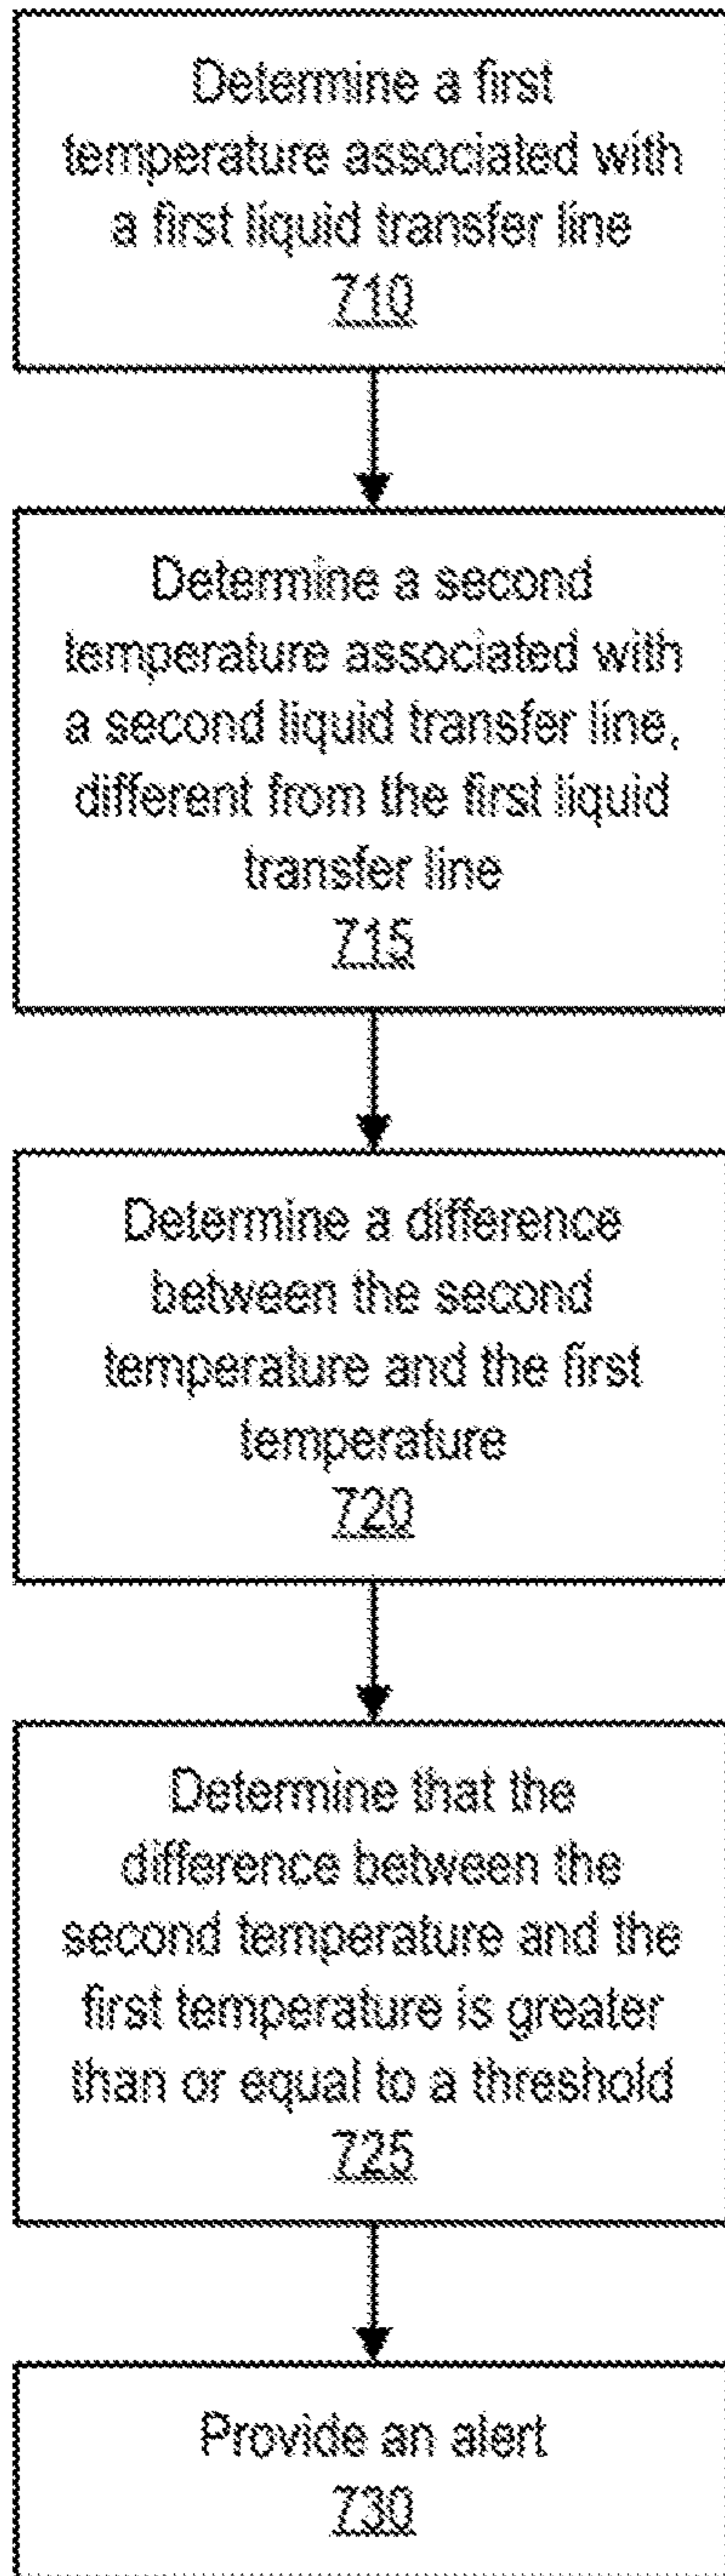 Determine a first
temperature associated with
a first liquid transfer line
710
Determine a second
temperature associated with
a second liquid transfer line,
different from the first liquid
transfer line
715
Determine a difference
between the second
temperature and the first
temperature
720
Determine that the
difference between the
second temperature and the
first temperature is greater
than or equal to a threshold
725
Provide an alert
730